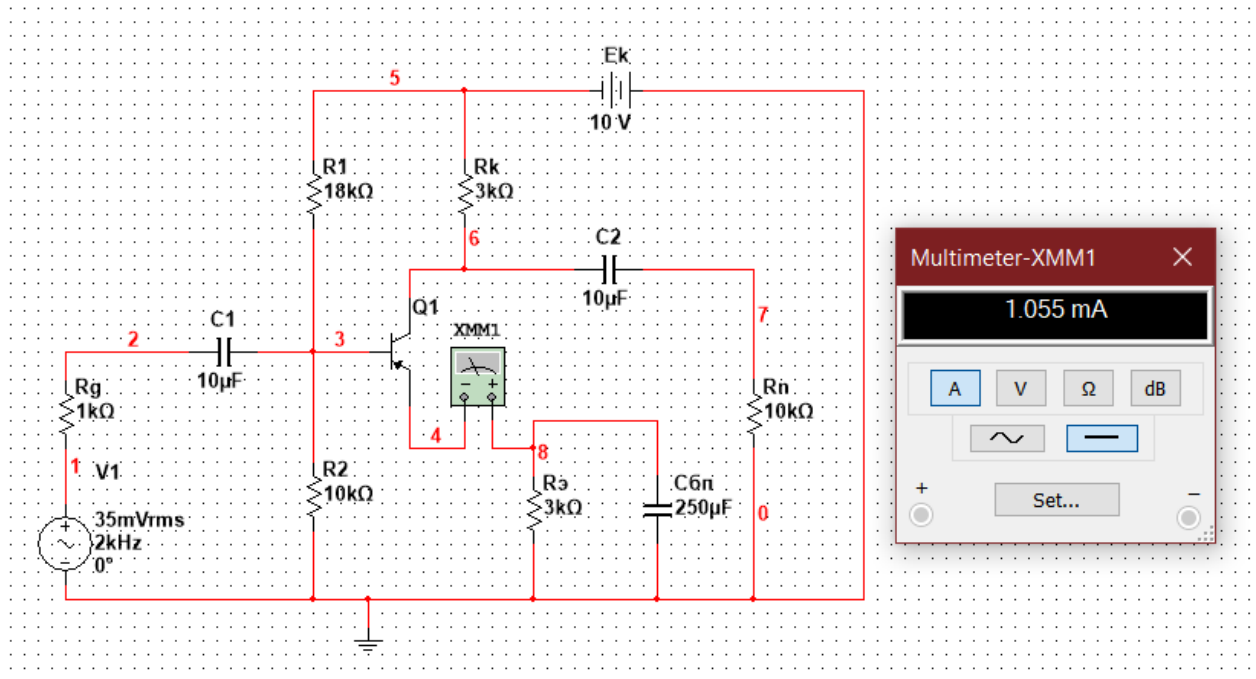 Ek
5
10 V
R1
18kΩ
Rk
3kΩ
6
C2
10µF
Q1
7
C1
2
3
XMM1
10µF
Rg
1kΩ
Rn
10kΩ
4
8
1
V1
R2
10kΩ
Rэ
3kΩ
Cбп
250µF
0
35mVrms
2kHz
0°
Multimeter-XMM1
1.055 mA
A
V
Ω
dB
+
Set...
−